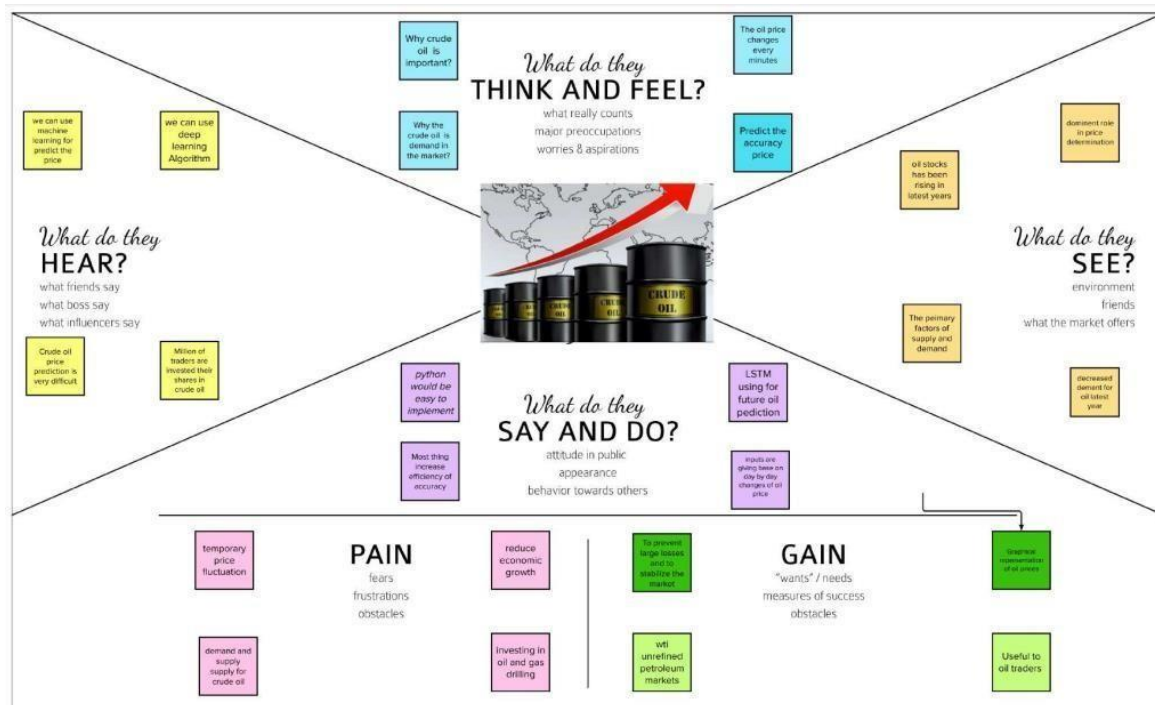 Why crude
oil is
important?
What do they
THINK AND FEEL?
what really counts
major preoccupations
worries & aspirations
The oil price
changes
every
minutes
Why the
crude oil is
demand in
the market?
Predict the
accuracy
price
we can use
machine
learning for
predict the
price
we can use
deep
learning
Algorithm
What do they
HEAR?
what friends say
what boss say
what influencers say
Crude oil
price
prediction is
very difficult
Million of
traders are
invested their
shares in
crude oil
CRUDE
OIL
CRUDE
OIL
dominent role
in price
determination
oil stocks
has been
rising in
latest years
What do they
SEE?
environment
friends
what the market offers
The peimary
factors of
supply and
demand
decreased
demant for
oil latest
year
python
would be
easy to
implement
LSTM
using for
future oil
pediction
What do they
SAY AND DO?
attitude in public
appearance
behavior towards others
Most thing
increase
efficiency of
accuracy
inputs are
giving base on
day by day
changes of oil
price
temporary
price
fluctuation
PAIN
fears
frustrations
obstacles
reduce
economic
growth
demand and
supply
supply for
crude oil
investing in
oil and gas
drilling
To prevent
large losses
and to
stabilize the
market
GAIN
"wants" / needs
measures of success
obstacles
Graphical
representation
of oil prices
wti
unrefined
petroleum
markets
Useful to
oil traders